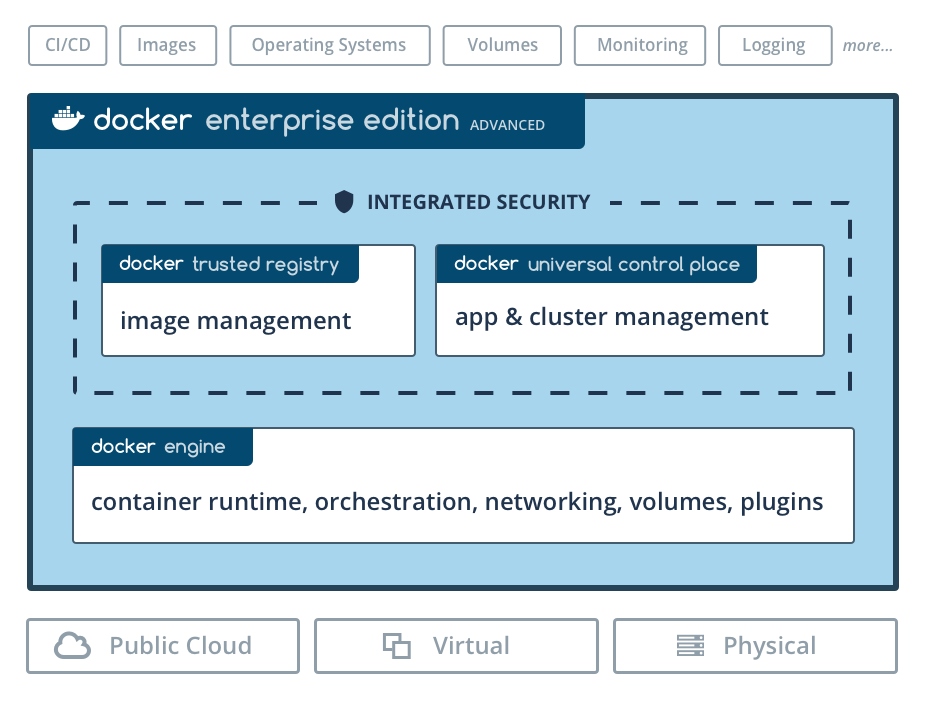 CI/CD Images Operating Systems Volumes Monitoring Logging more...
docker enterprise edition ADVANCED
INTEGRATED SECURITY
docker trusted registry
image management
docker universal control place
app & cluster management
docker engine
container runtime, orchestration, networking, volumes, plugins
Public Cloud Virtual Physical